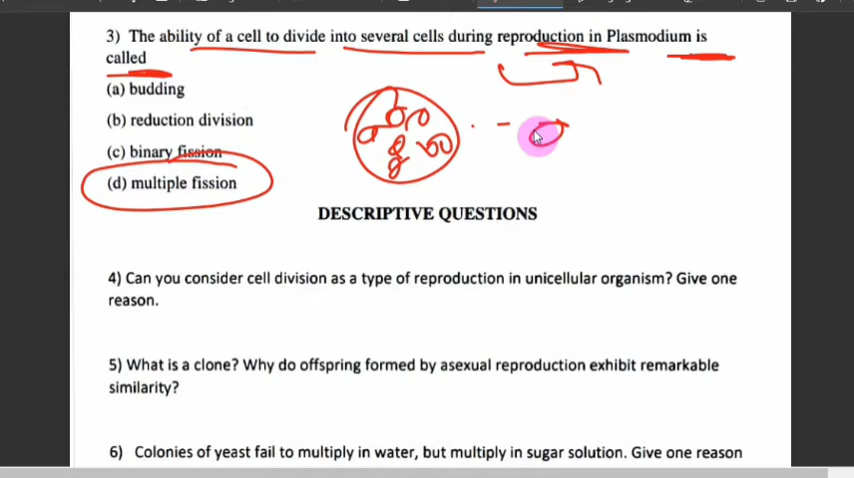 3) The ability of a cell to divide into several cells during reproduction in Plasmodium is
called
(a) budding
(b) reduction division
(c) binary fission
(d) multiple fission
DESCRIPTIVE QUESTIONS
4) Can you consider cell division as a type of reproduction in unicellular organism? Give one
reason.
5) What is a clone? Why do offspring formed by asexual reproduction exhibit remarkable
similarity?
6) Colonies of yeast fail to multiply in water, but multiply in sugar solution. Give one reason